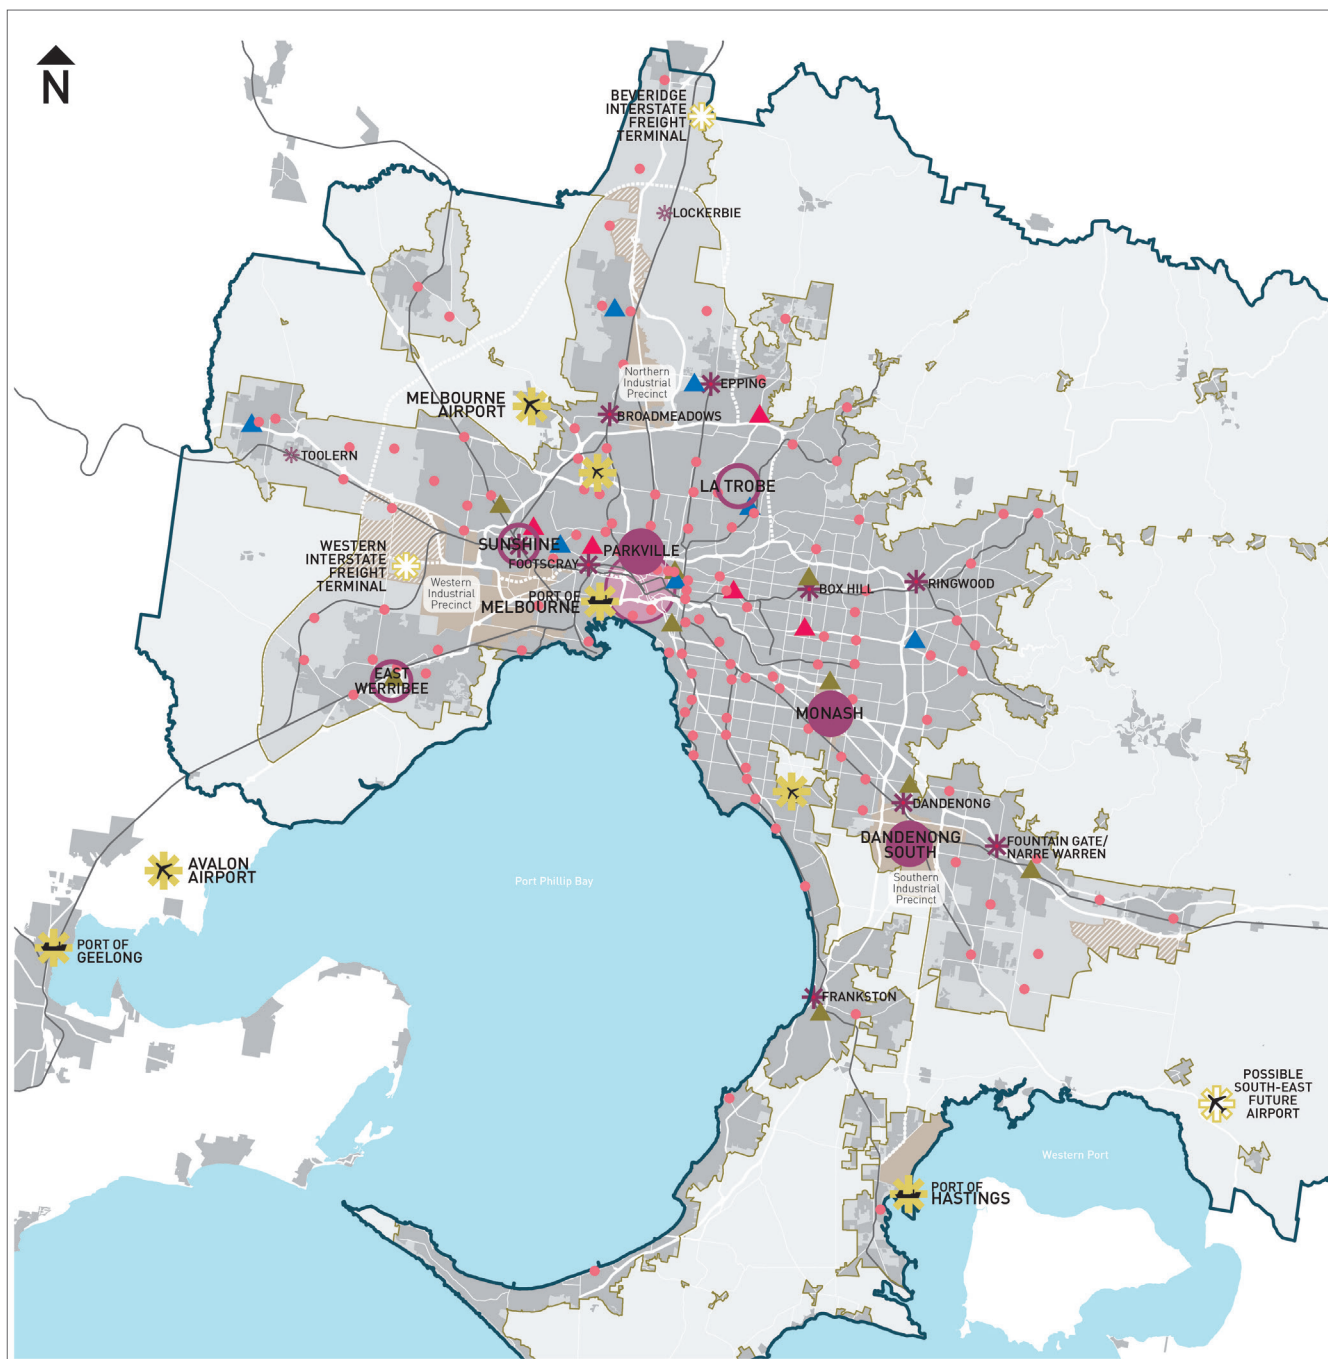 N
BEVERIDGE
INTERSTATE
FREIGHT
TERMINAL
LOCKERBIE
Northern
Industrial
Precinct
EPPING
MELBOURNE
AIRPORT
BROADMEADOWS
TOOLERN
LA TROBE
SUNSHINE
PARKVILLE
FOOTSCRAY
WESTERN
INTERSTATE
FREIGHT
TERMINAL
Western
Industrial
Precinct
PORT OF
MELBOURNE
BOX HILL
RINGWOOD
EAST
WERRIBEE
MONASH
DANDENONG
DANDENONG
SOUTH
FOUNTAIN GATE/
NARRE WARREN
Southern
Industrial
Precinct
AVALON
AIRPORT
Port Phillip Bay
PORT OF
GEELONG
FRANKSTON
POSSIBLE
SOUTH-EAST
FUTURE
AIRPORT
Western Port
PORT OF
HASTINGS